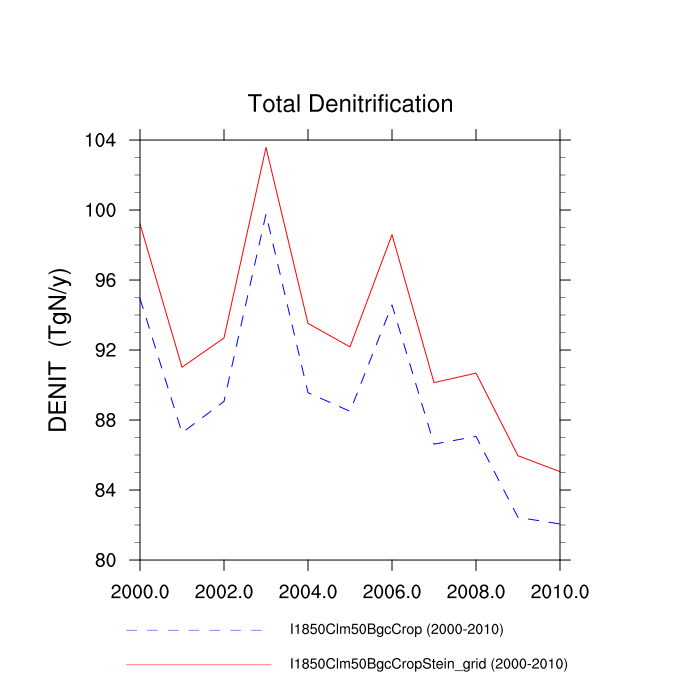 Total Denitrification
DENIT (TgN/y)
104
100
96
92
88
84
80
2000.0 2002.0 2004.0 2006.0 2008.0 2010.0
I1850Clm50BgcCrop (2000-2010)
I1850Clm50BgcCropStein_grid (2000-2010)